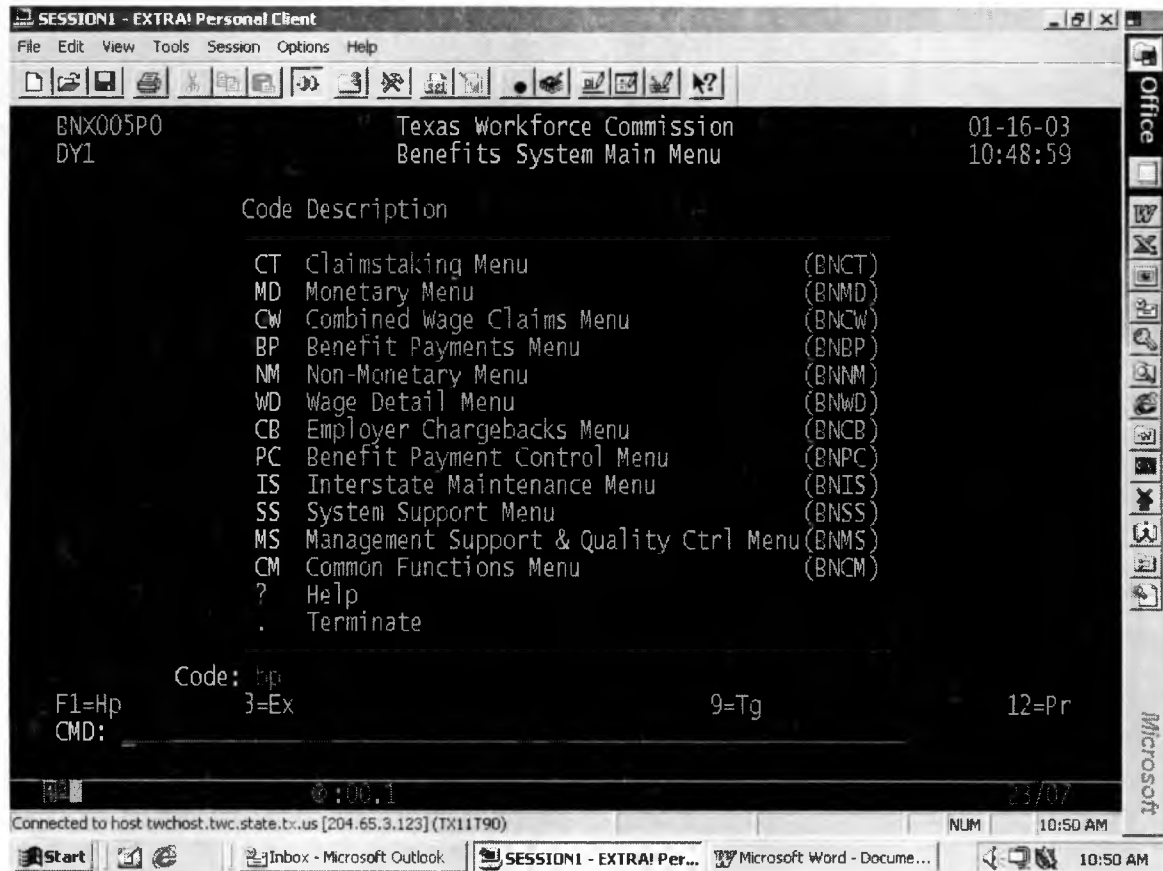 SESSION1 - EXTRA! Personal Client
File Edit View Tools Session Options Help
BNX005P0 Texas Workforce Commission 01-16-03
DY1 Benefits System Main Menu 10:48:59
Code Description
CT Claimstaking Menu (BNCT)
MD Monetary Menu (BNMD)
CW Combined Wage Claims Menu (BNCW)
BP Benefit Payments Menu (BNBP)
NM Non-Monetary Menu (BNNM)
WD Wage Detail Menu (BNWD)
CB Employer Chargebacks Menu (BNCB)
PC Benefit Payment Control Menu (BNPC)
IS Interstate Maintenance Menu (BNIS)
SS System Support Menu (BNSS)
MS Management Support & Quality Ctrl Menu(BNMS)
CM Common Functions Menu (BNCM)
? Help
. Terminate
Code: bp
F1=Hp 3=Ex 9=Tg 12=Pr
CMD:
:00.1 23/07
Connected to host twchost.twc.state.tx.us [204.65.3.123] (TX11T90) NUM 10:50 AM
Start Inbox - Microsoft Outlook SESSION1 - EXTRA! Per... Microsoft Word - Docume... 10:50 AM
Office
Microsoft